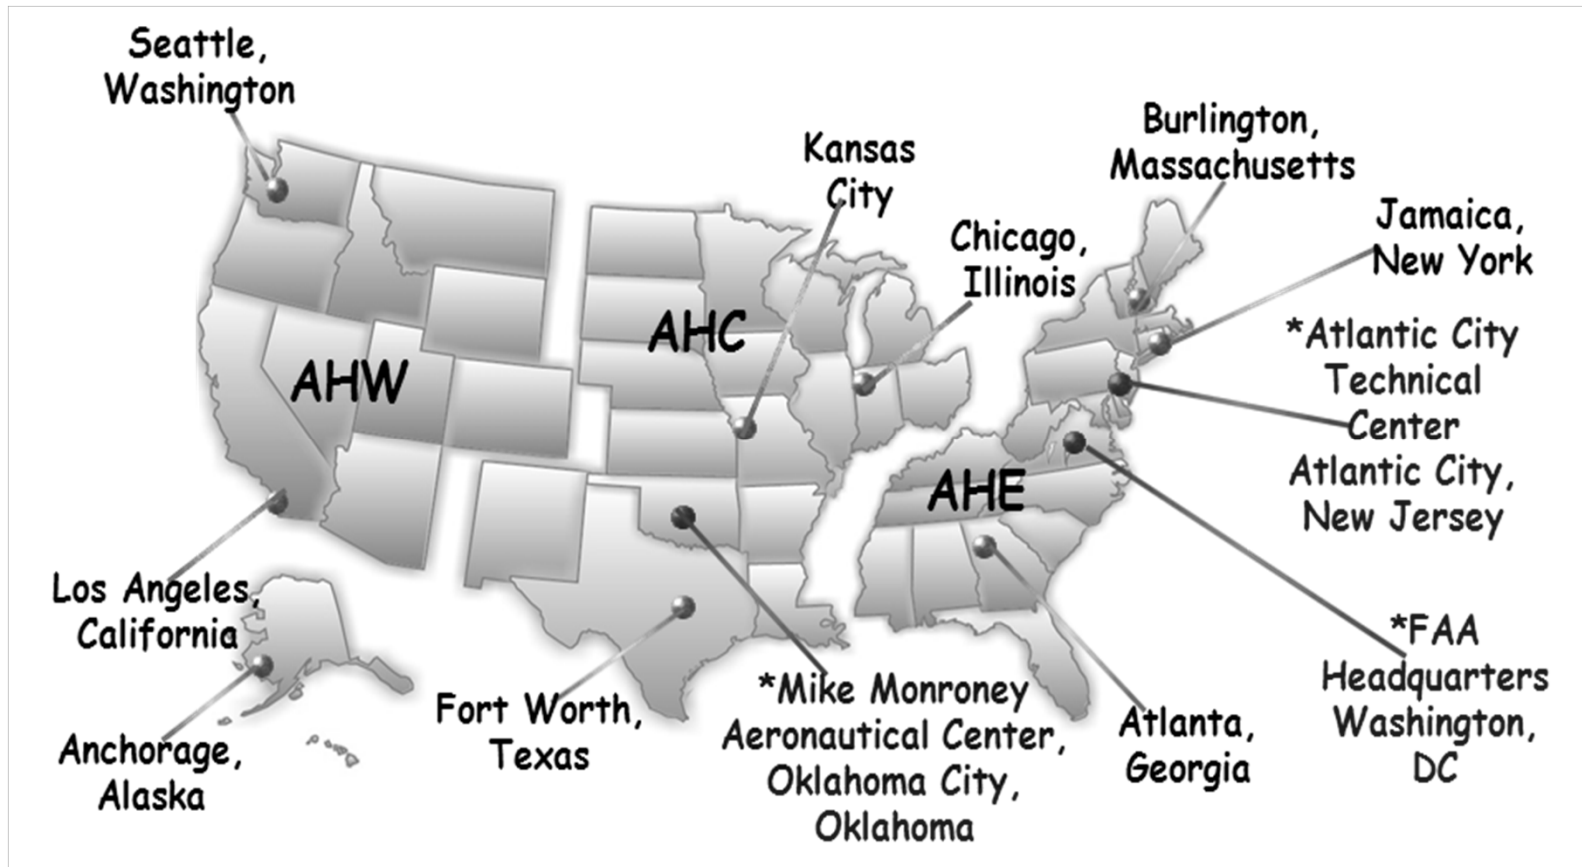 Seattle,
Washington
Kansas
City
Burlington,
Massachusetts
Chicago,
Illinois
Jamaica,
New York
*Atlantic City
Technical
Center
Atlantic City,
New Jersey
AHC
AHW
AHE
Los Angeles,
California
Anchorage,
Alaska
Fort Worth,
Texas
*Mike Monroney
Aeronautical Center,
Oklahoma City,
Oklahoma
Atlanta,
Georgia
*FAA
Headquarters
Washington,
DC